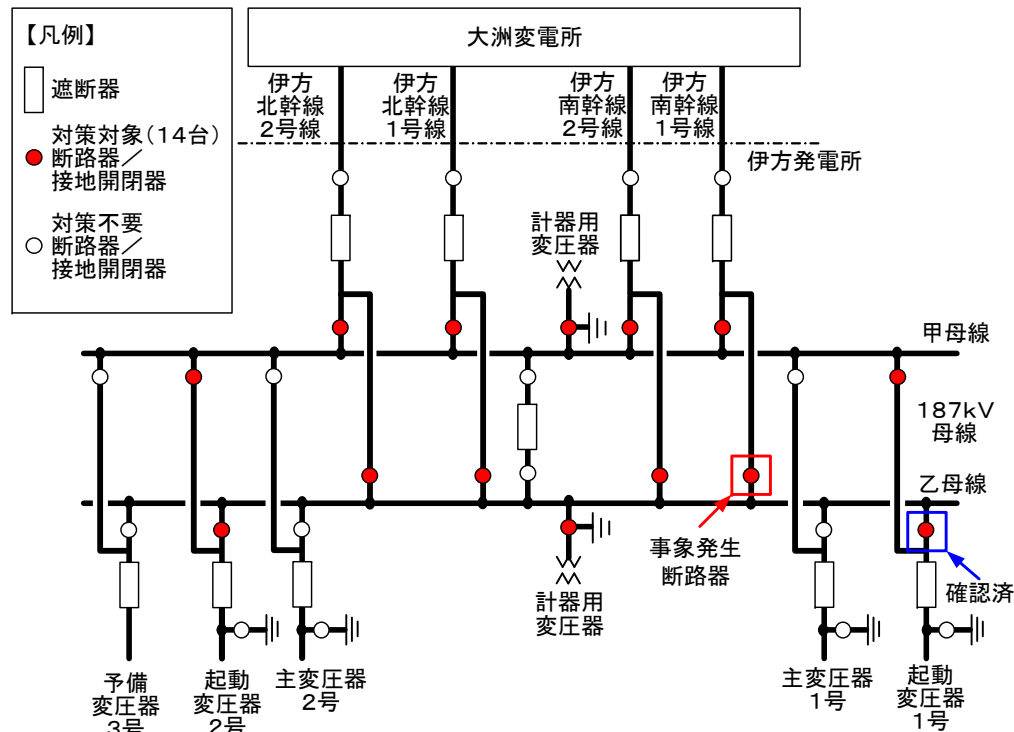 【凡例】
遮断器
対策対象（14台）
断路器／
接地開閉器
対策不要
断路器／
接地開閉器
大洲変電所
伊方
北幹線
2号線
伊方
北幹線
1号線
伊方
南幹線
2号線
伊方
南幹線
1号線
伊方発電所
計器用
変圧器
甲母線
187kV
母線
乙母線
事象発生
断路器
確認済
計器用
変圧器
予備
変圧器
3号
起動
変圧器
2号
主変圧器
2号
主変圧器
1号
起動
変圧器
1号